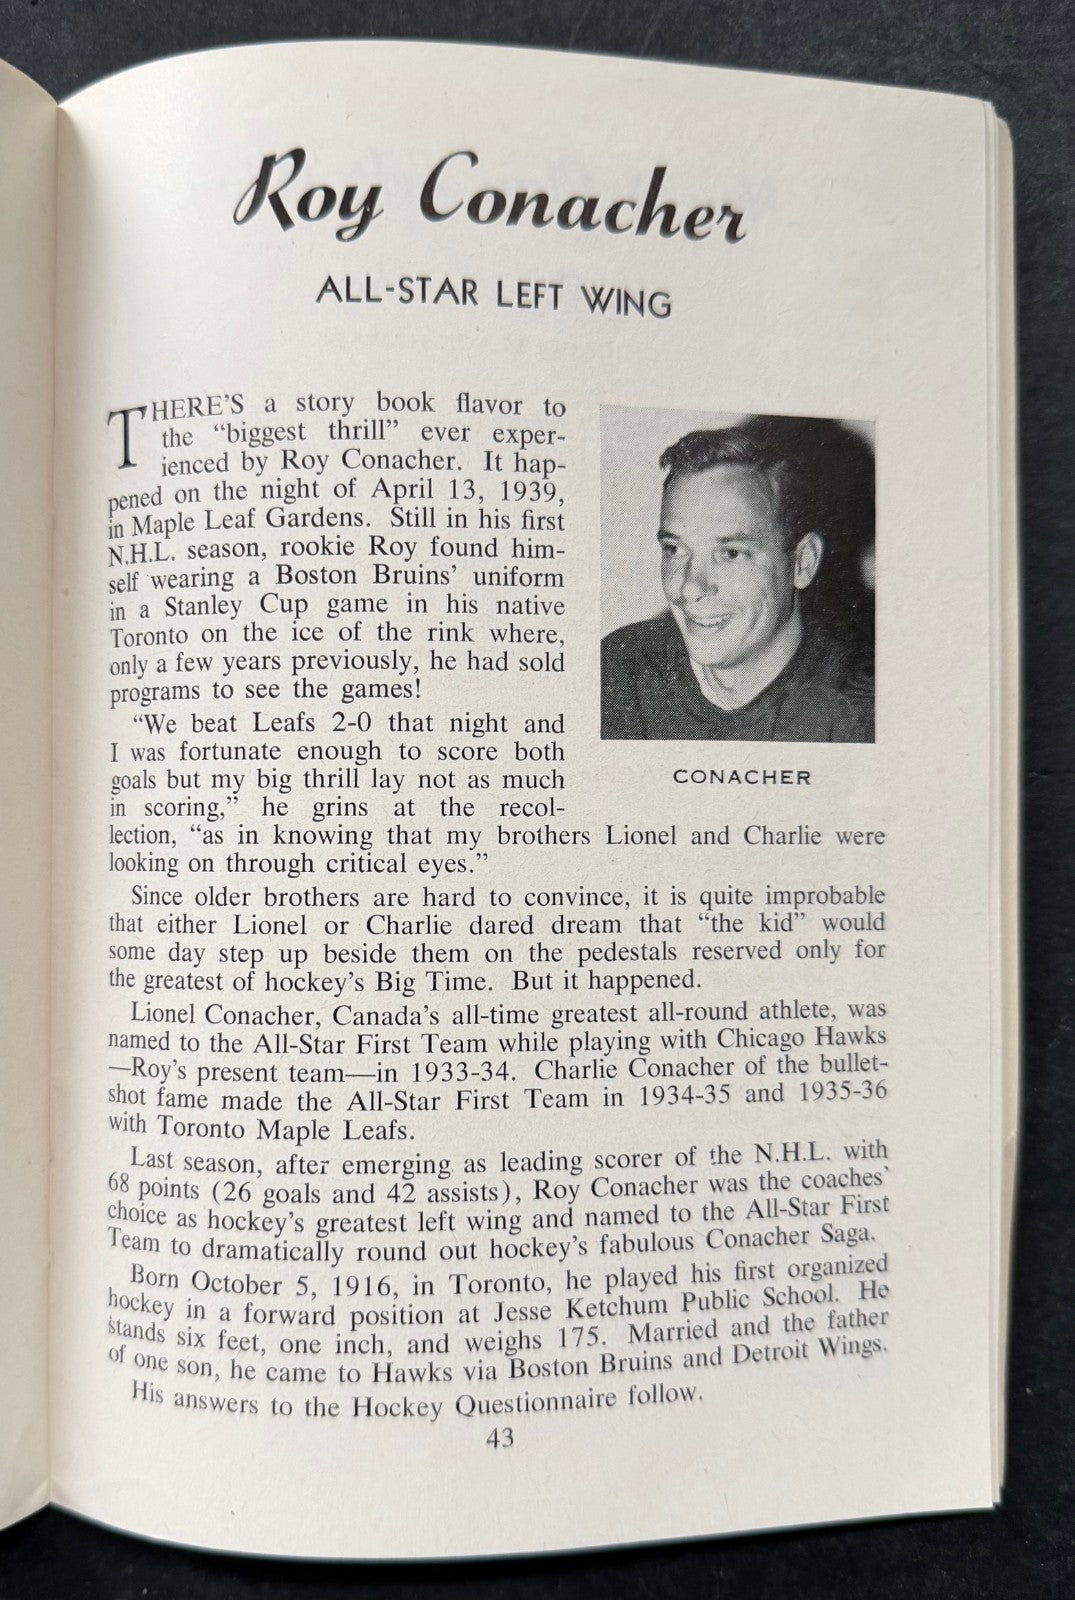 Roy Conacher
ALL-STAR LEFT WING
THERE'S a story book flavor to
the “biggest thrill” ever exper-
ienced by Roy Conacher. It hap-
pened on the night of April 13, 1939,
in Maple Leaf Gardens. Still in his first
N.H.L. season, rookie Roy found him-
self wearing a Boston Bruins’ uniform
in a Stanley Cup game in his native
Toronto on the ice of the rink where,
only a few years previously, he had sold
programs to see the games!
“We beat Leafs 2-0 that night and
I was fortunate enough to score both
goals but my big thrill lay not as much
in scoring,” he grins at the recol-
lection, “as in knowing that my brothers Lionel and Charlie were
looking on through critical eyes.”
CONACHER
Since older brothers are hard to convince, it is quite improbable
that either Lionel or Charlie dared dream that “the kid” would
some day step up beside them on the pedestals reserved only for
the greatest of hockey’s Big Time. But it happened.
Lionel Conacher, Canada’s all-time greatest all-round athlete, was
named to the All-Star First Team while playing with Chicago Hawks
—Roy’s present team—in 1933-34. Charlie Conacher of the bullet-
shot fame made the All-Star First Team in 1934-35 and 1935-36
with Toronto Maple Leafs.
Last season, after emerging as leading scorer of the N.H.L. with
68 points (26 goals and 42 assists), Roy Conacher was the coaches’
choice as hockey’s greatest left wing and named to the All-Star First
Team to dramatically round out hockey’s fabulous Conacher Saga.
Born October 5, 1916, in Toronto, he played his first organized
hockey in a forward position at Jesse Ketchum Public School. He
stands six feet, one inch, and weighs 175. Married and the father
of one son, he came to Hawks via Boston Bruins and Detroit Wings.
His answers to the Hockey Questionnaire follow.
43